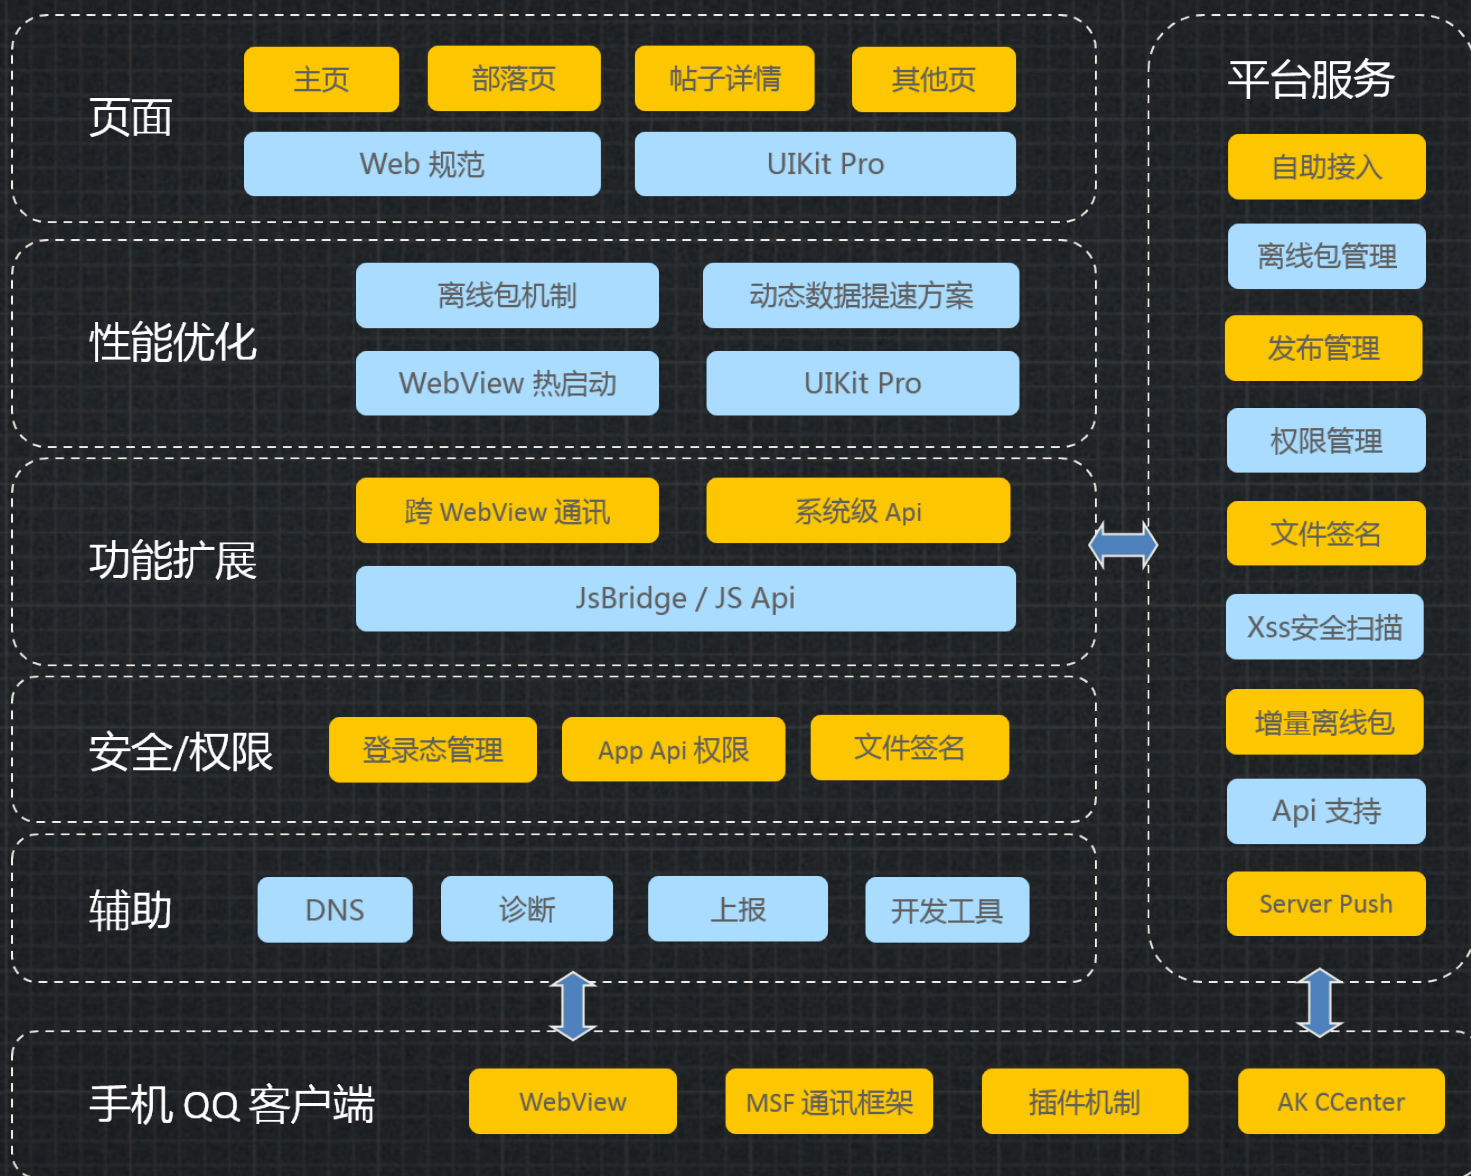 页面
主页
部落页
帖子详情
其他页
Web 规范
UIKit Pro
性能优化
离线包机制
动态数据提速方案
WebView 热启动
UIKit Pro
功能扩展
跨 WebView 通讯
系统级 Api
JsBridge / JS Api
安全/权限
登录态管理
App Api 权限
文件签名
辅助
DNS
诊断
上报
开发工具
平台服务
自助接入
离线包管理
发布管理
权限管理
文件签名
Xss安全扫描
增量离线包
Api 支持
Server Push
手机 QQ 客户端
WebView
MSF 通讯框架
插件机制
AK CCenter